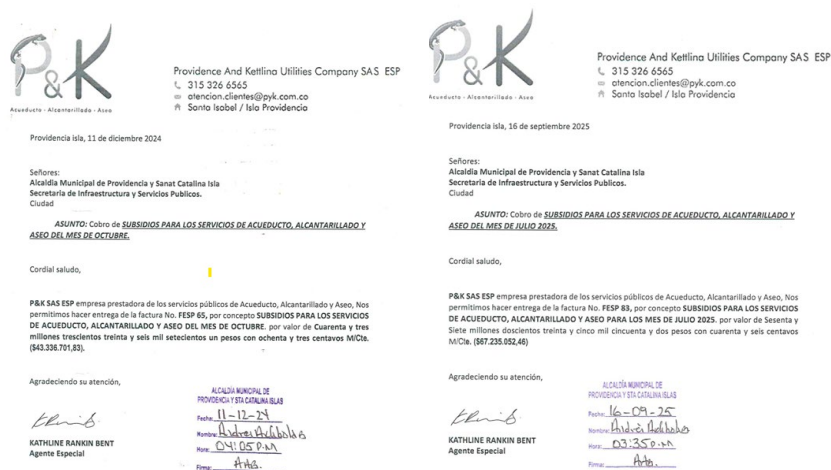 P&K
Acueducto - Alcantarillado - Aseo
Providence And Kettlina Utilities Company SAS ESP
315 326 6565
atencion.clientes@pyk.com.co
Santa Isabel / Isla Providencia
Providencia isla, 11 de diciembre 2024
Señores:
Alcaldia Municipal de Providencia y Sanat Catalina Isla
Secretaria de Infraestructura y Servicios Publicos.
Ciudad
ASUNTO: Cobro de SUBSIDIOS PARA LOS SERVICIOS DE ACUEDUCTO, ALCANTARILLADO Y
ASEO DEL MES DE OCTUBRE.
Cordial saludo,
P&K SAS ESP empresa prestadora de los servicios públicos de Acueducto, Alcantarillado y Aseo, Nos
permitimos hacer entrega de la factura No. FESP 65, por concepto SUBSIDIOS PARA LOS SERVICIOS
DE ACUEDUCTO, ALCANTARILLADO Y ASEO DEL MES DE OCTUBRE. por valor de Cuarenta y tres
millones trescientos treinta y seis mil setecientos un pesos con ochenta y tres centavos M/Cte.
($43.336.701,83).
Agradeciendo su atención,
KATHLINE RANKIN BENT
Agente Especial
ALCALDÍA MUNICIPAL DE
PROVIDENCIA Y STA CATALINA ISLAS
Fecha: 11-12-24
Nombre: Andrés
Hora: 04:05 P.M
Firma:
P&K
Acueducto - Alcantarillado - Aseo
Providence And Kettlina Utilities Company SAS ESP
315 326 6565
atencion.clientes@pyk.com.co
Santa Isabel / Isla Providencia
Providencia isla, 16 de septiembre 2025
Señores:
Alcaldia Municipal de Providencia y Sanat Catalina Isla
Secretaria de Infraestructura y Servicios Publicos.
Ciudad
ASUNTO: Cobro de SUBSIDIOS PARA LOS SERVICIOS DE ACUEDUCTO, ALCANTARILLADO Y
ASEO DEL MES DE JULIO 2025.
Cordial saludo,
P&K SAS ESP empresa prestadora de los servicios públicos de Acueducto, Alcantarillado y Aseo, Nos
permitimos hacer entrega de la factura No. FESP 83, por concepto SUBSIDIOS PARA LOS SERVICIOS
DE ACUEDUCTO, ALCANTARILLADO Y ASEO PARA LOS MES DE JULIO 2025. por valor de Sesenta y
Siete millones doscientos treinta y cinco mil cincuenta y dos pesos con cuarenta y seis centavos
M/Cte. ($67.235.052,46)
Agradeciendo su atención,
KATHLINE RANKIN BENT
Agente Especial
ALCALDÍA MUNICIPAL DE
PROVIDENCIA Y STA CATALINA ISLAS
Fecha: 16-09-25
Nombre: Andrés
Hora: 03:35 P.M
Firma: